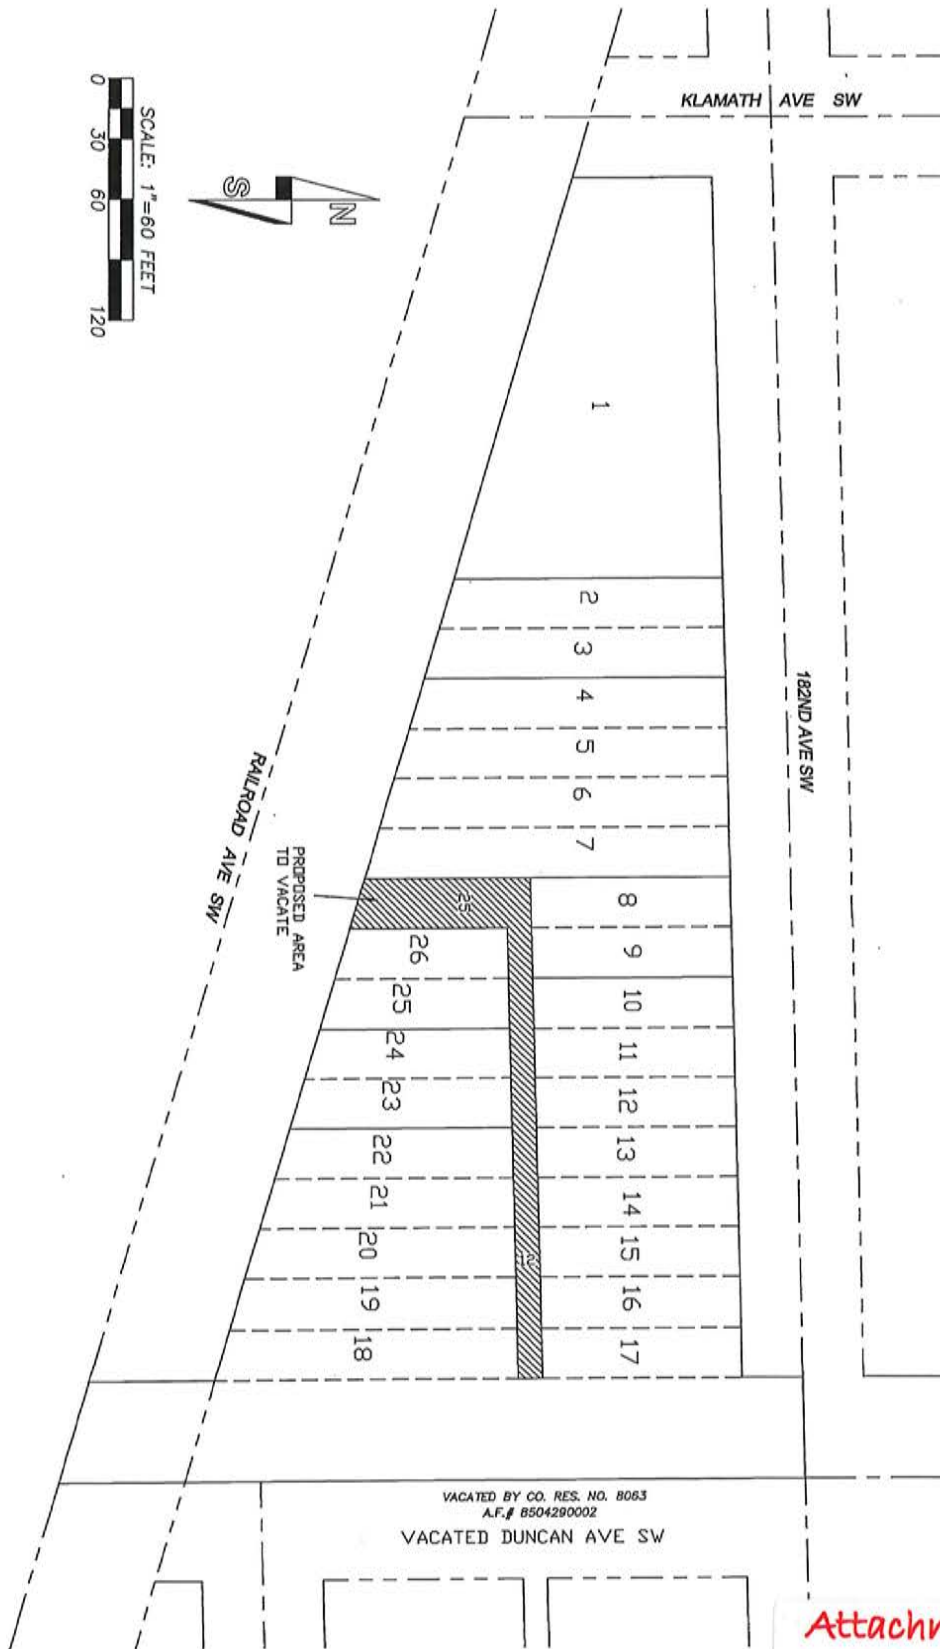 KLAMATH AVE SW
SCALE: 1"=60 FEET
0 30 60 120
S N
1
2
3
4
5
6
7
8
9
10
11
12
13
14
15
16
17
182ND AVE SW
RAILROAD AVE SW
PROPOSED AREA
TO VACATE
25
26
25
24
23
22
21
20
19
18
VACATED BY CO. RES. NO. 8063
A.F.# 8504290002
VACATED DUNCAN AVE SW
Attachm